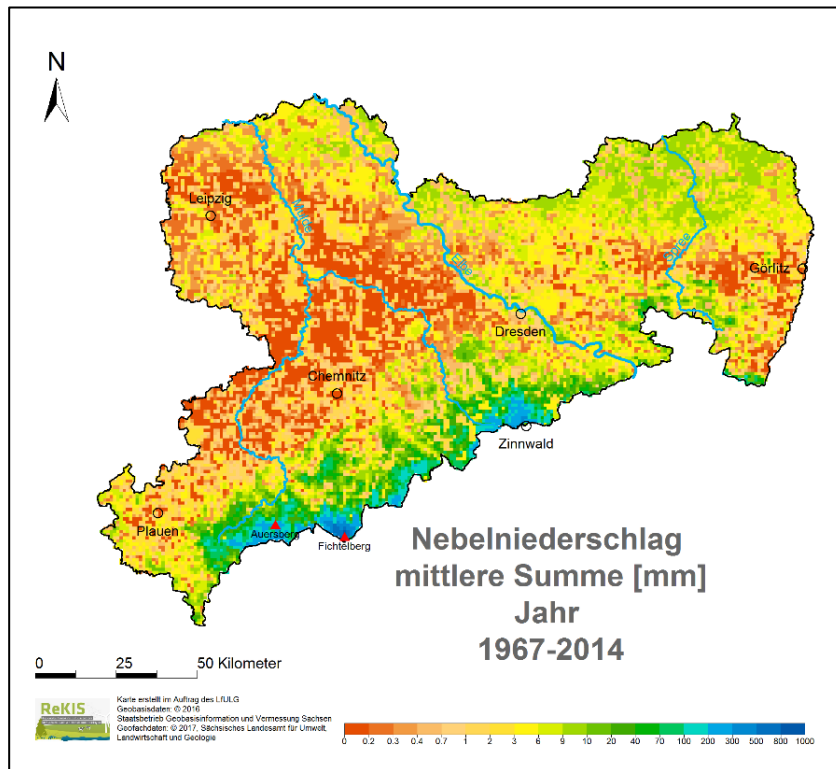 N
Leipzig
Mulde
Elbe
Spree
Görlitz
Dresden
Chemnitz
Zinnwald
Plauen
Auersberg
Fichtelberg
Nebelniederschlag
mittlere Summe [mm]
Jahr
1967-2014
0 25 50 Kilometer
ReKIS
Karte erstellt im Auftrag des LfULG
Geobasisdaten: © 2016
Staatsbetrieb Geobasisinformation und Vermessung Sachsen
Geofachdaten: © 2017, Sächsisches Landesamt für Umwelt,
Landwirtschaft und Geologie
0 0.2 0.3 0.4 0.7 1 2 3 6 9 10 20 40 70 100 200 300 500 800 1000